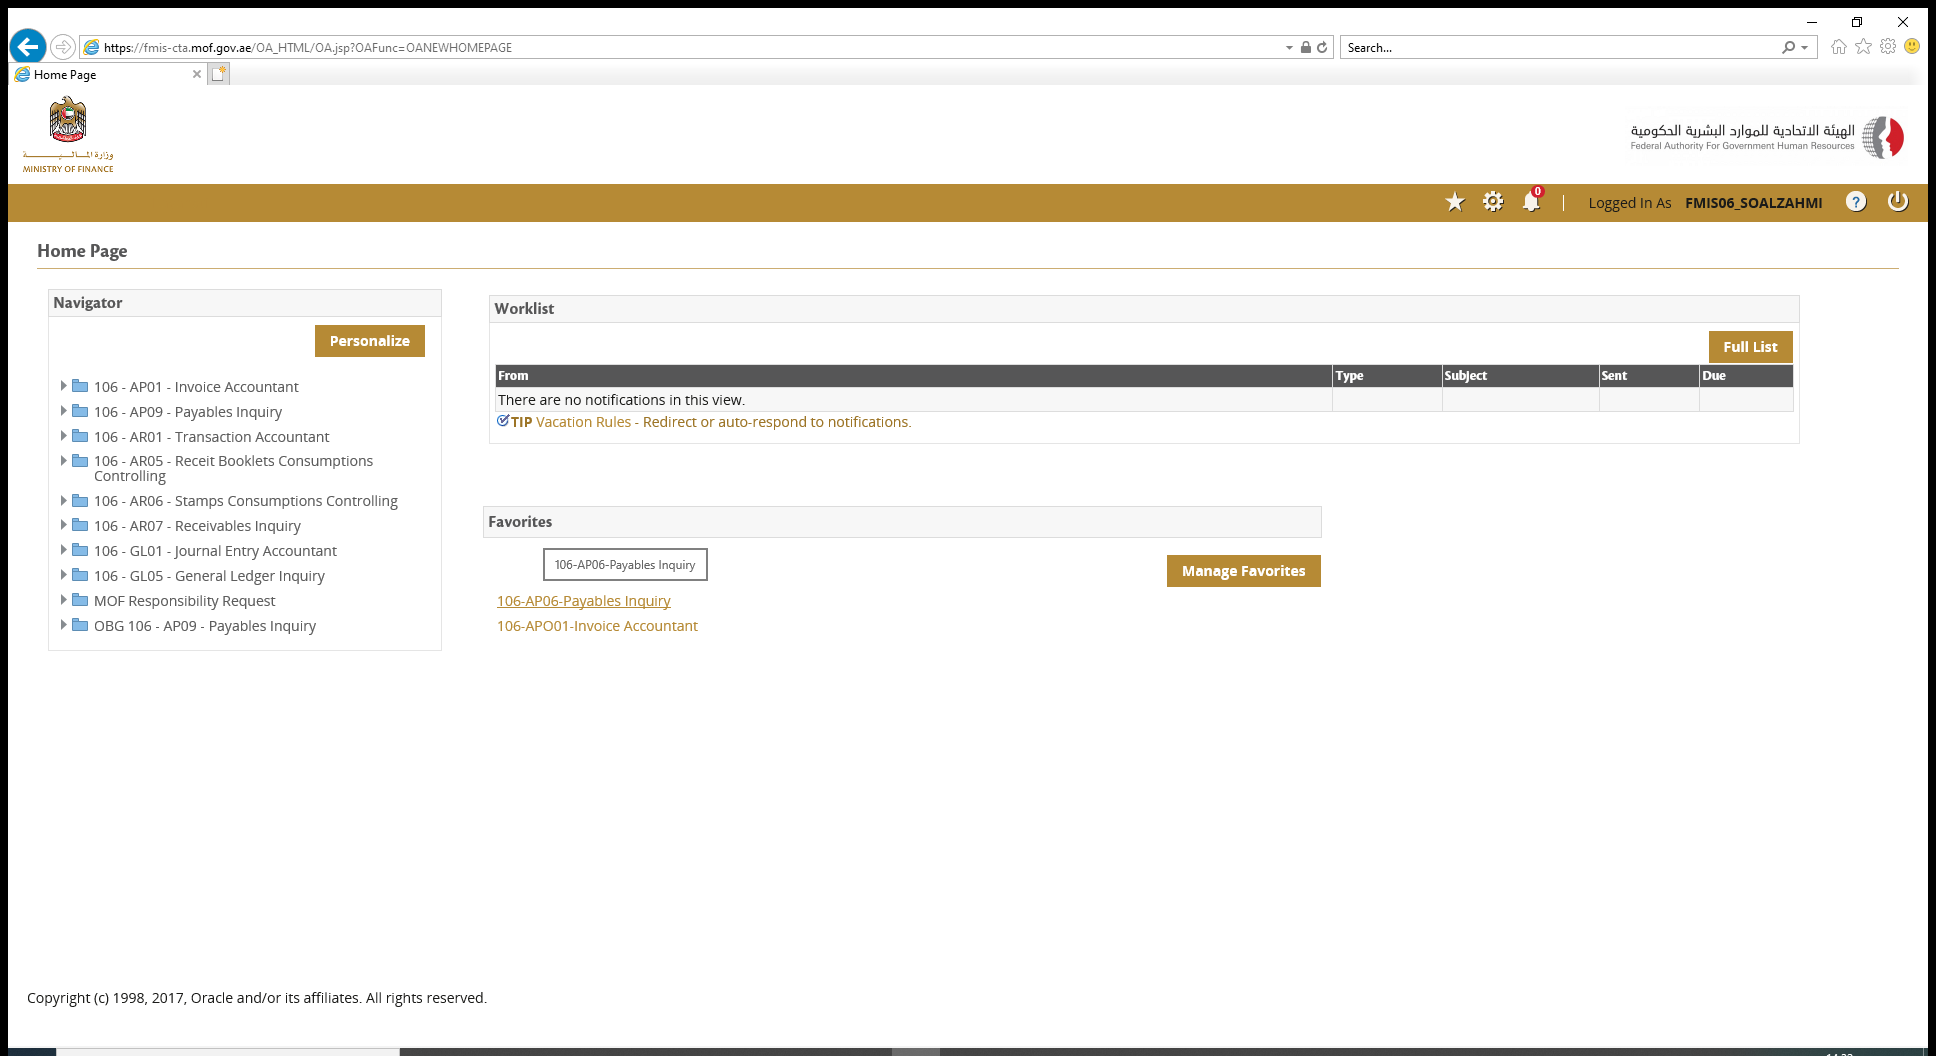 https://fmis-cta.mof.gov.ae/OA_HTML/OA.jsp?OAFunc=OANEWHOMEPAGE
Search...
Home Page
وزارة المالية
MINISTRY OF FINANCE
الهيئة الاتحادية للموارد البشرية الحكومية
Federal Authority For Government Human Resources
0
Logged In As FMIS06_SOALZAHMI
?
Home Page
Navigator
Personalize
106 - AP01 - Invoice Accountant
106 - AP09 - Payables Inquiry
106 - AR01 - Transaction Accountant
106 - AR05 - Receit Booklets Consumptions
Controlling
106 - AR06 - Stamps Consumptions Controlling
106 - AR07 - Receivables Inquiry
106 - GL01 - Journal Entry Accountant
106 - GL05 - General Ledger Inquiry
MOF Responsibility Request
OBG 106 - AP09 - Payables Inquiry
Worklist
Full List
From Type Subject Sent Due
There are no notifications in this view.
TIP Vacation Rules - Redirect or auto-respond to notifications.
Favorites
106-AP06-Payables Inquiry
Manage Favorites
106-AP06-Payables Inquiry
106-APO01-Invoice Accountant
Copyright (c) 1998, 2017, Oracle and/or its affiliates. All rights reserved.